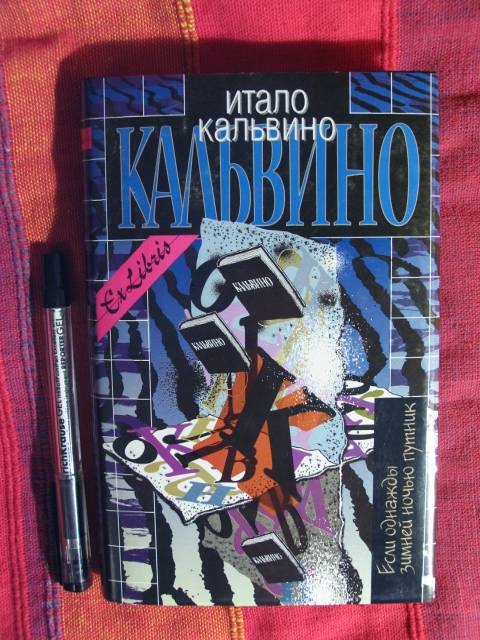 Итало
Кальвино
КАЛЬВИНО
Ex Libris
КАЛЬВИНО
КАЛЬВИНО
КАЛЬВИНО
Если однажды
зимней ночью путник